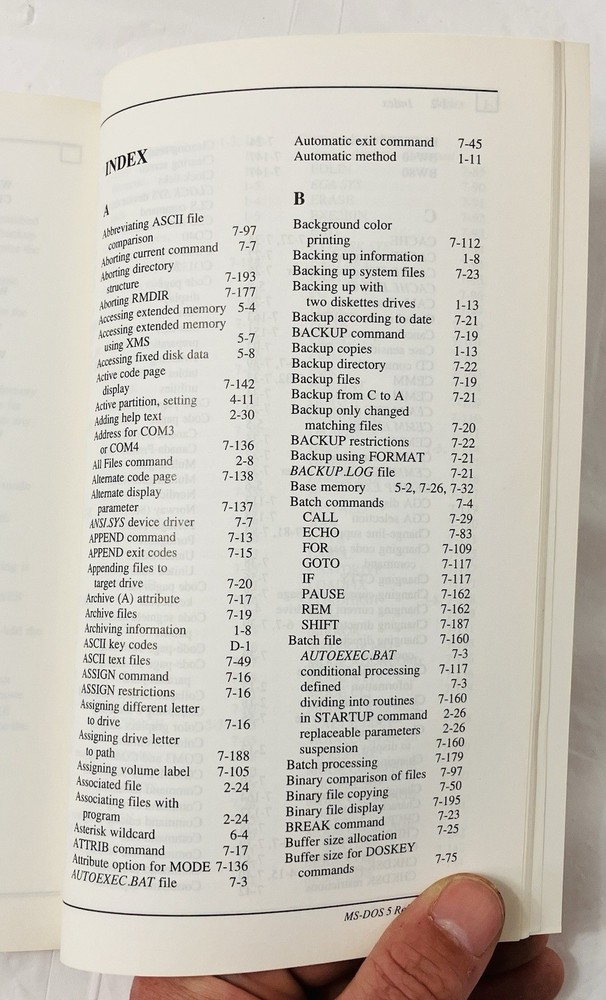 INDEX
A
Abbreviating ASCII file
comparison 7-97
Aborting current command 7-7
Aborting directory
structure 7-193
Aborting RMDIR 7-177
Accessing extended memory 5-4
Accessing extended memory
using XMS 5-7
Accessing fixed disk data 5-8
Active code page
display 7-142
Active partition, setting 4-11
Adding help text 2-30
Address for COM3
or COM4 7-136
All Files command 2-8
Alternate code page 7-138
Alternate display
parameter 7-137
ANSI.SYS device driver 7-7
APPEND command 7-13
APPEND exit codes 7-15
Appending files to
target drive 7-20
Archive (A) attribute 7-17
Archive files 7-19
Archiving information 1-8
ASCII key codes D-1
ASCII text files 7-49
ASSIGN command 7-16
ASSIGN restrictions 7-16
Assigning different letter
to drive 7-16
Assigning drive letter
to path 7-188
Assigning volume label 7-105
Associated file 2-24
Associating files with
program 2-24
Asterisk wildcard 6-4
ATTRIB command 7-17
Attribute option for MODE 7-136
AUTOEXEC.BAT file 7-3
Automatic exit command 7-45
Automatic method 1-11
B
Background color
printing 7-112
Backing up information 1-8
Backing up system files 7-23
Backing up with
two diskettes drives 1-13
Backup according to date 7-21
BACKUP command 7-19
Backup copies 1-13
Backup directory 7-22
Backup files 7-19
Backup from C to A 7-21
Backup only changed
matching files 7-20
BACKUP restrictions 7-22
Backup using FORMAT 7-21
BACKUP.LOG file 7-21
Base memory 5-2, 7-26, 7-32
Batch commands 7-4
CALL 7-29
ECHO 7-83
FOR 7-109
GOTO 7-117
IF 7-117
PAUSE 7-162
REM 7-162
SHIFT 7-187
Batch file 7-160
AUTOEXEC.BAT 7-3
conditional processing 7-117
defined 7-3
dividing into routines 7-160
in STARTUP command 2-26
replaceable parameters 2-26
suspension 7-160
Batch processing 7-179
Binary comparison of files 7-97
Binary file copying 7-50
Binary file display 7-195
BREAK command 7-23
Buffer size allocation 7-25
Buffer size for DOSKEY
commands 7-75
MS-DOS 5